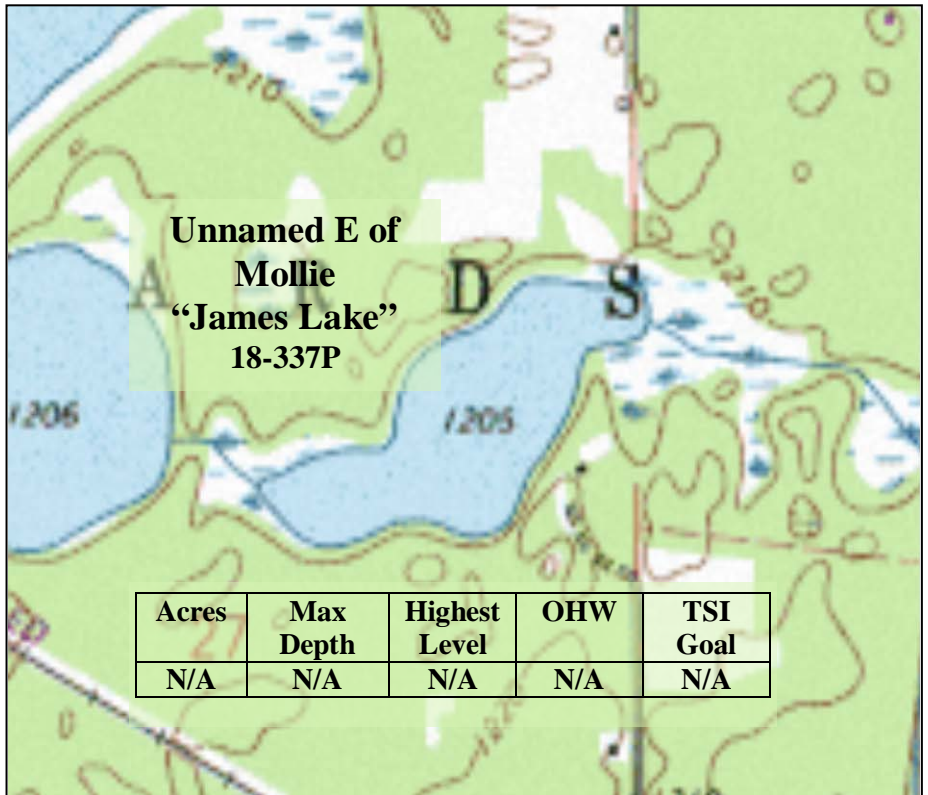 1210
Unnamed E of
Mollie
“James Lake”
18-337P
A R D S
1210
1206
1205
Acres Max Depth Highest Level OHW TSI Goal
N/A N/A N/A N/A N/A
27